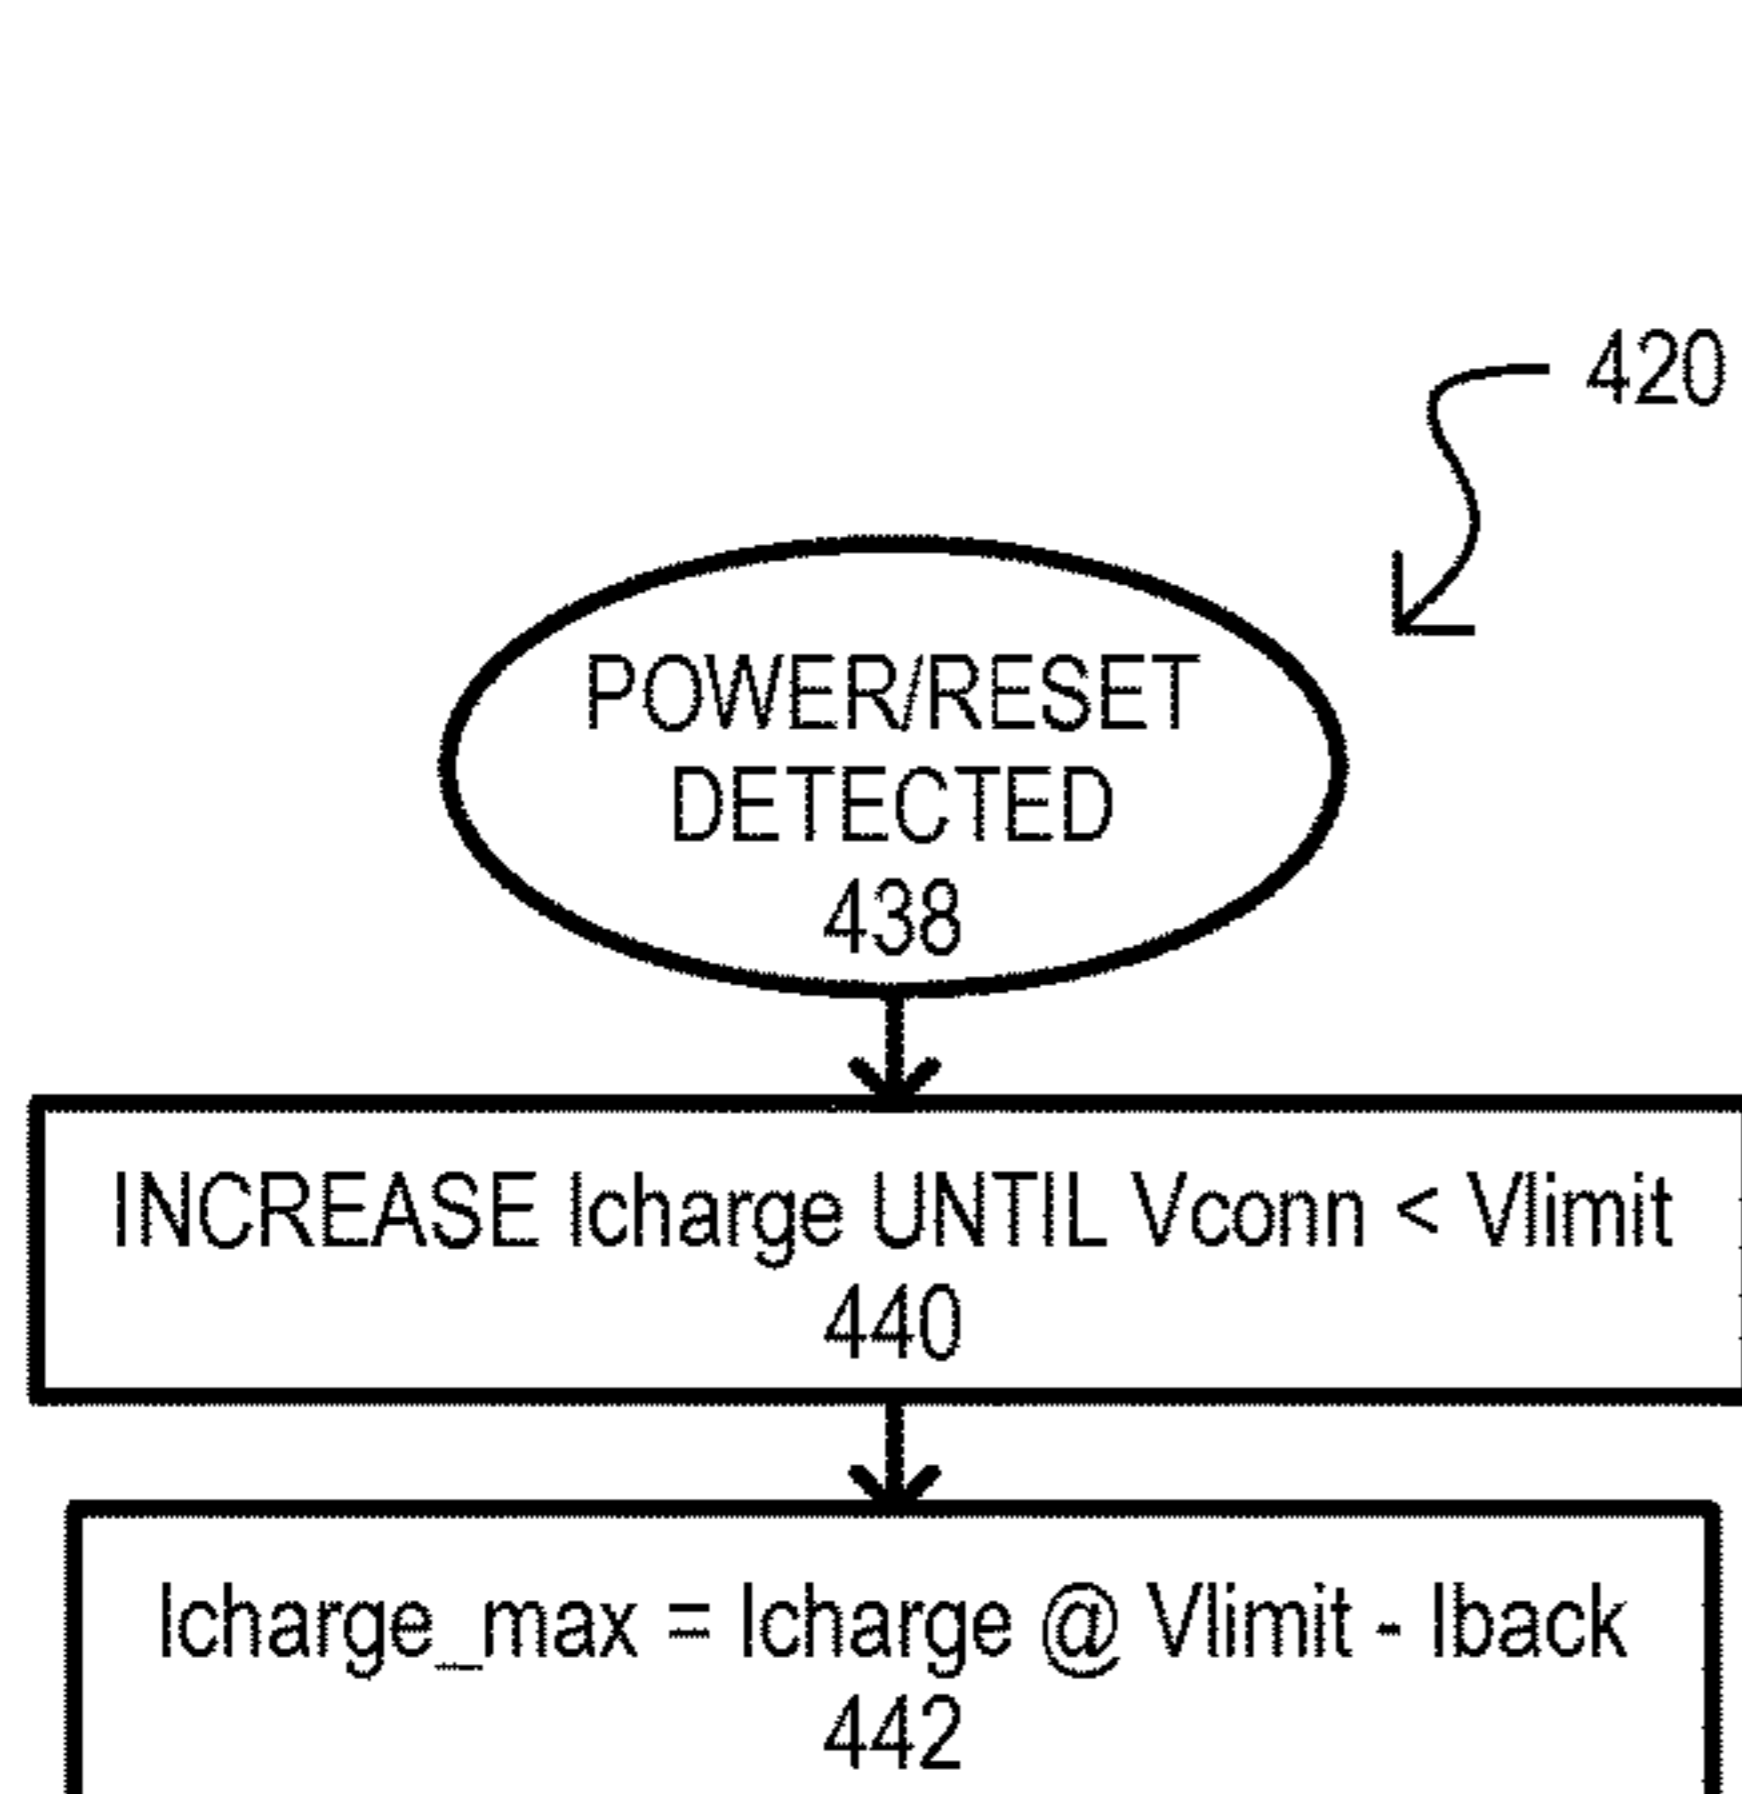 420
POWER/RESET
DETECTED
438
INCREASE Icharge UNTIL Vconn < Vlimit
440
Icharge_max = Icharge @ Vlimit - Iback
442